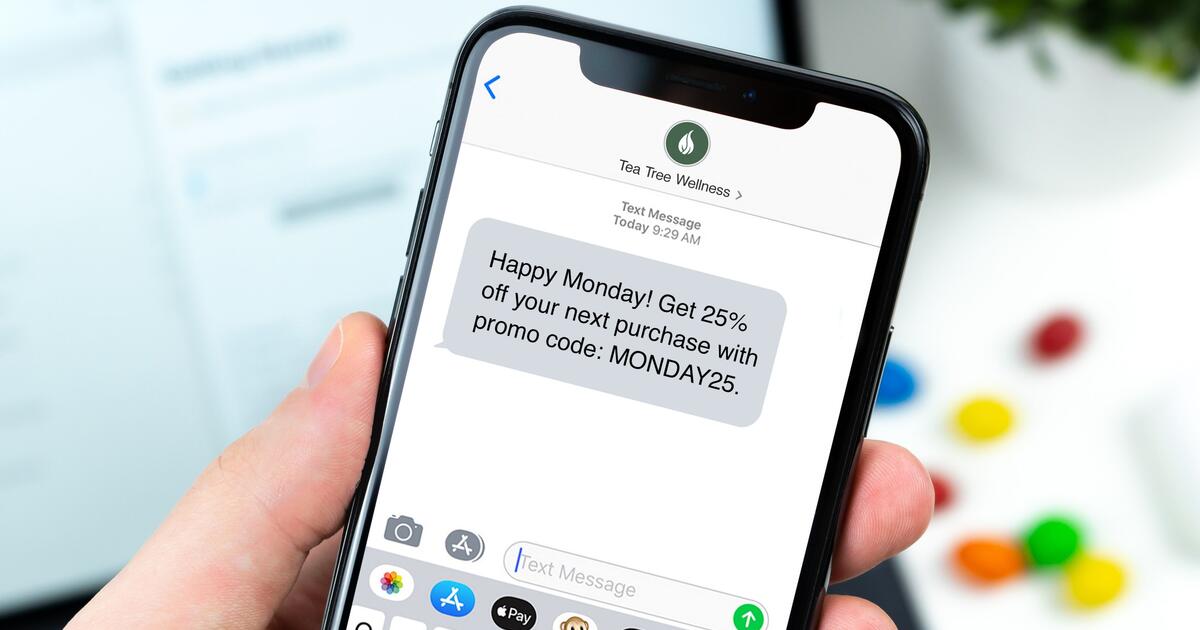 Tea Tree Wellness
Text Message
Today 9:29 AM
Happy Monday! Get 25%
off your next purchase with
promo code: MONDAY25.
Text Message
Pay